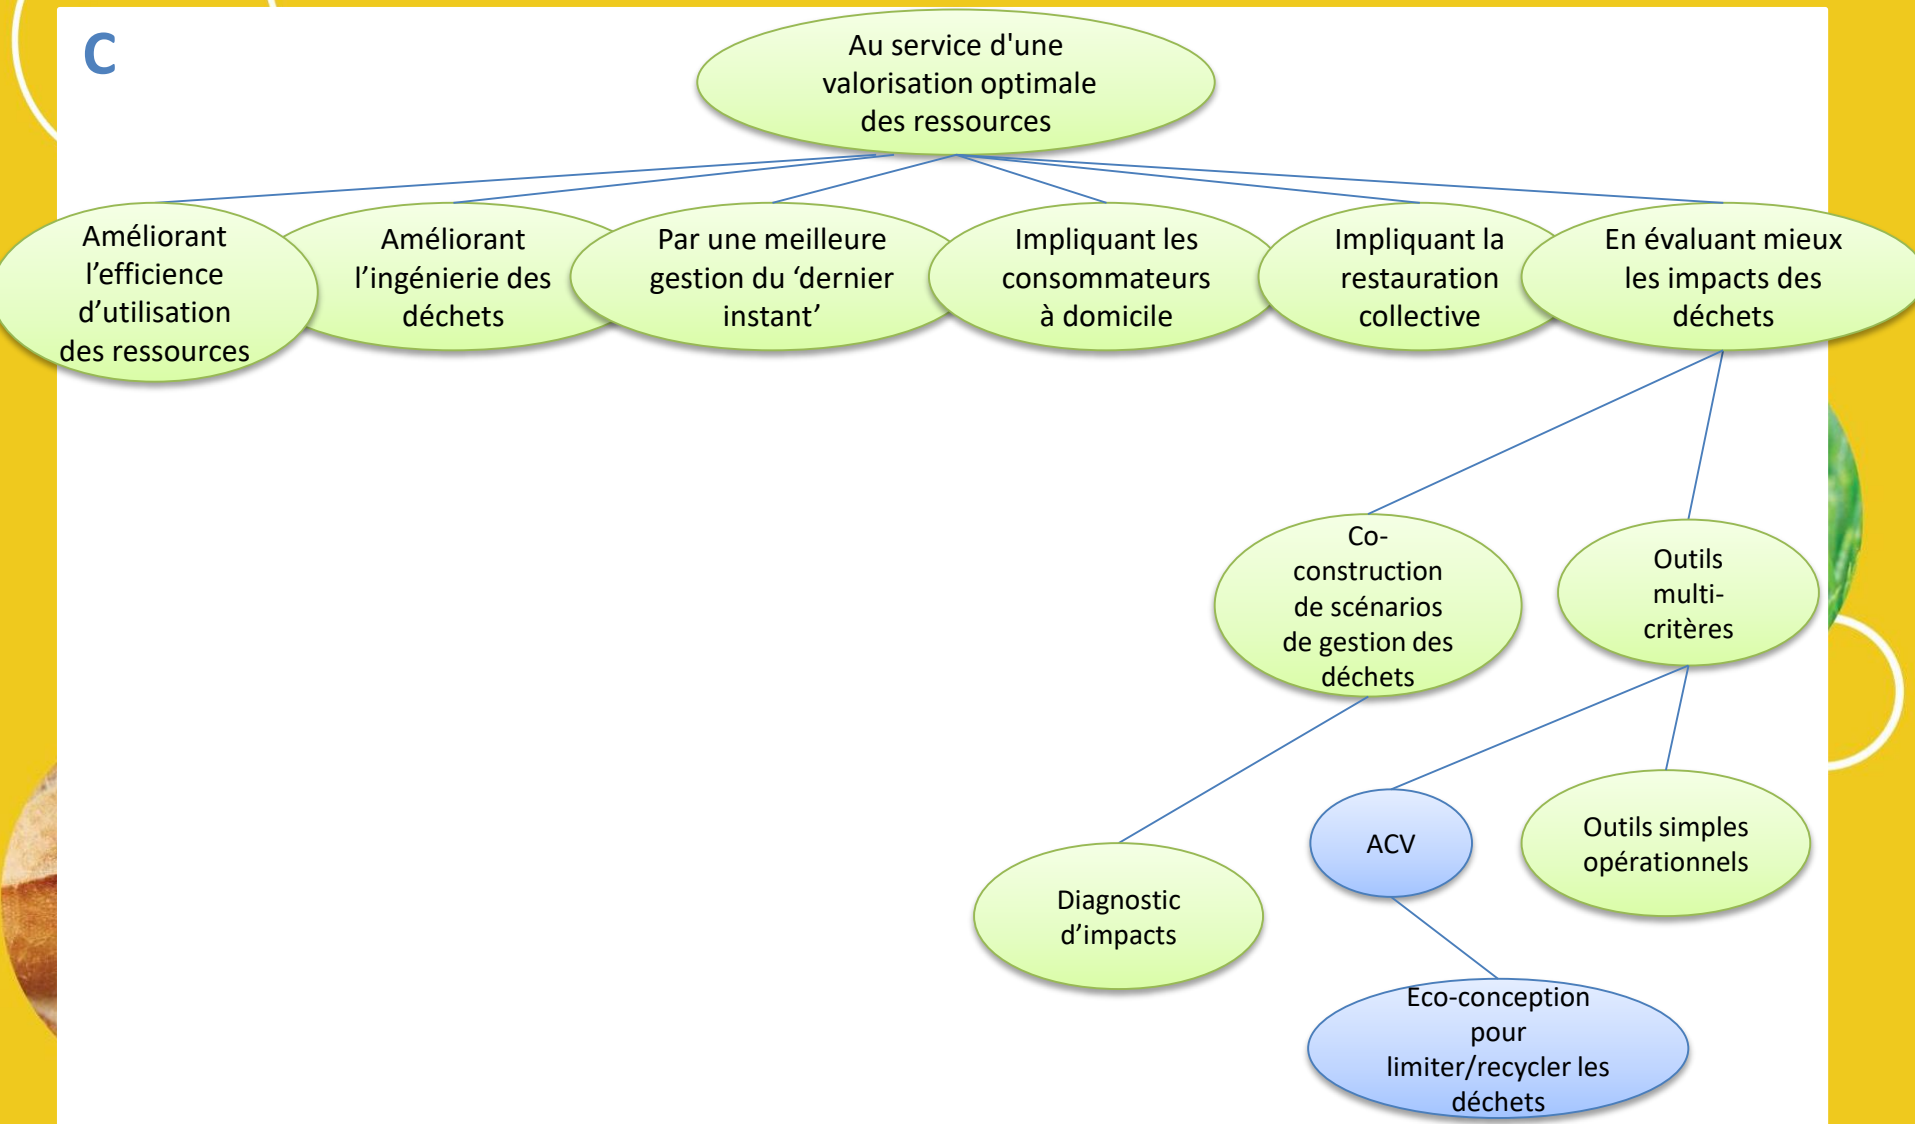 C
Au service d'une
valorisation optimale
des ressources
Améliorant
l’efficience
d’utilisation
des ressources
Améliorant
l’ingénierie des
déchets
Par une meilleure
gestion du ‘dernier
instant’
Impliquant les
consommateurs
à domicile
Impliquant la
restauration
collective
En évaluant mieux
les impacts des
déchets
Co-
construction
de scénarios
de gestion des
déchets
Outils
multi-
critères
Diagnostic
d’impacts
ACV
Outils simples
opérationnels
Eco-conception
pour
limiter/recycler les
déchets